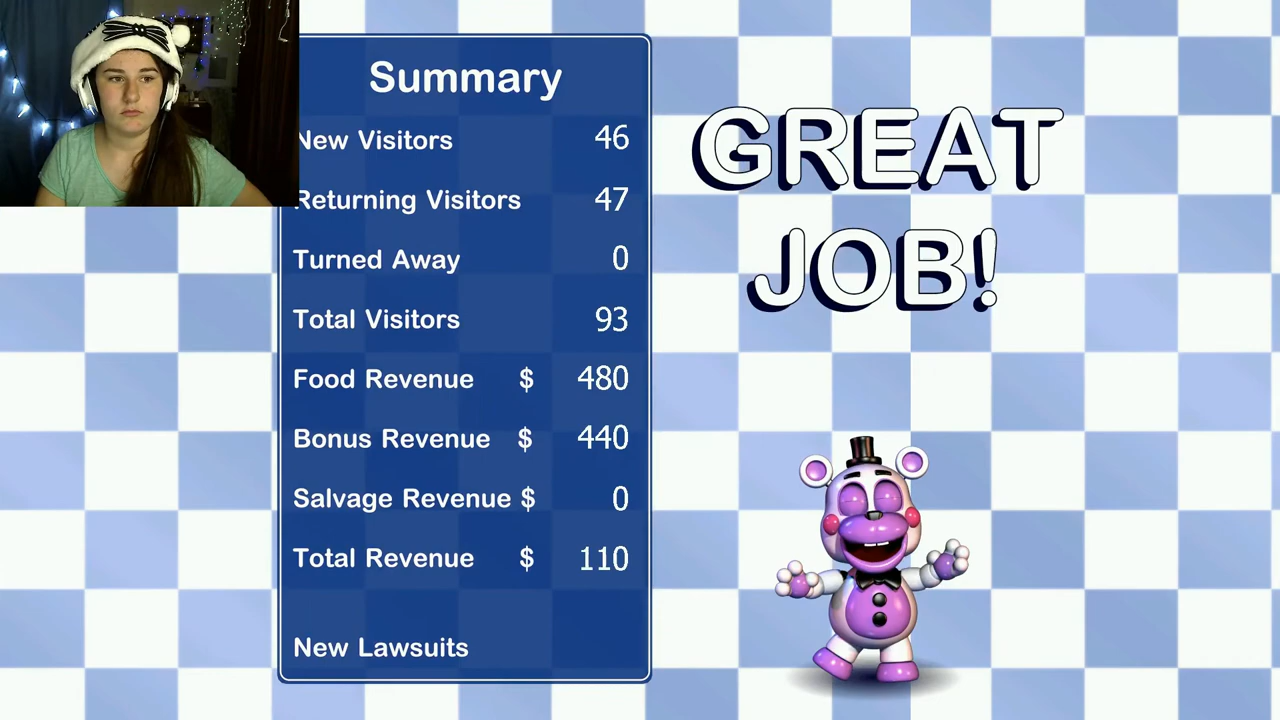 Summary
New Visitors 46
Returning Visitors 47
Turned Away 0
Total Visitors 93
Food Revenue $ 480
Bonus Revenue $ 440
Salvage Revenue $ 0
Total Revenue $ 110
New Lawsuits
GREAT
JOB!